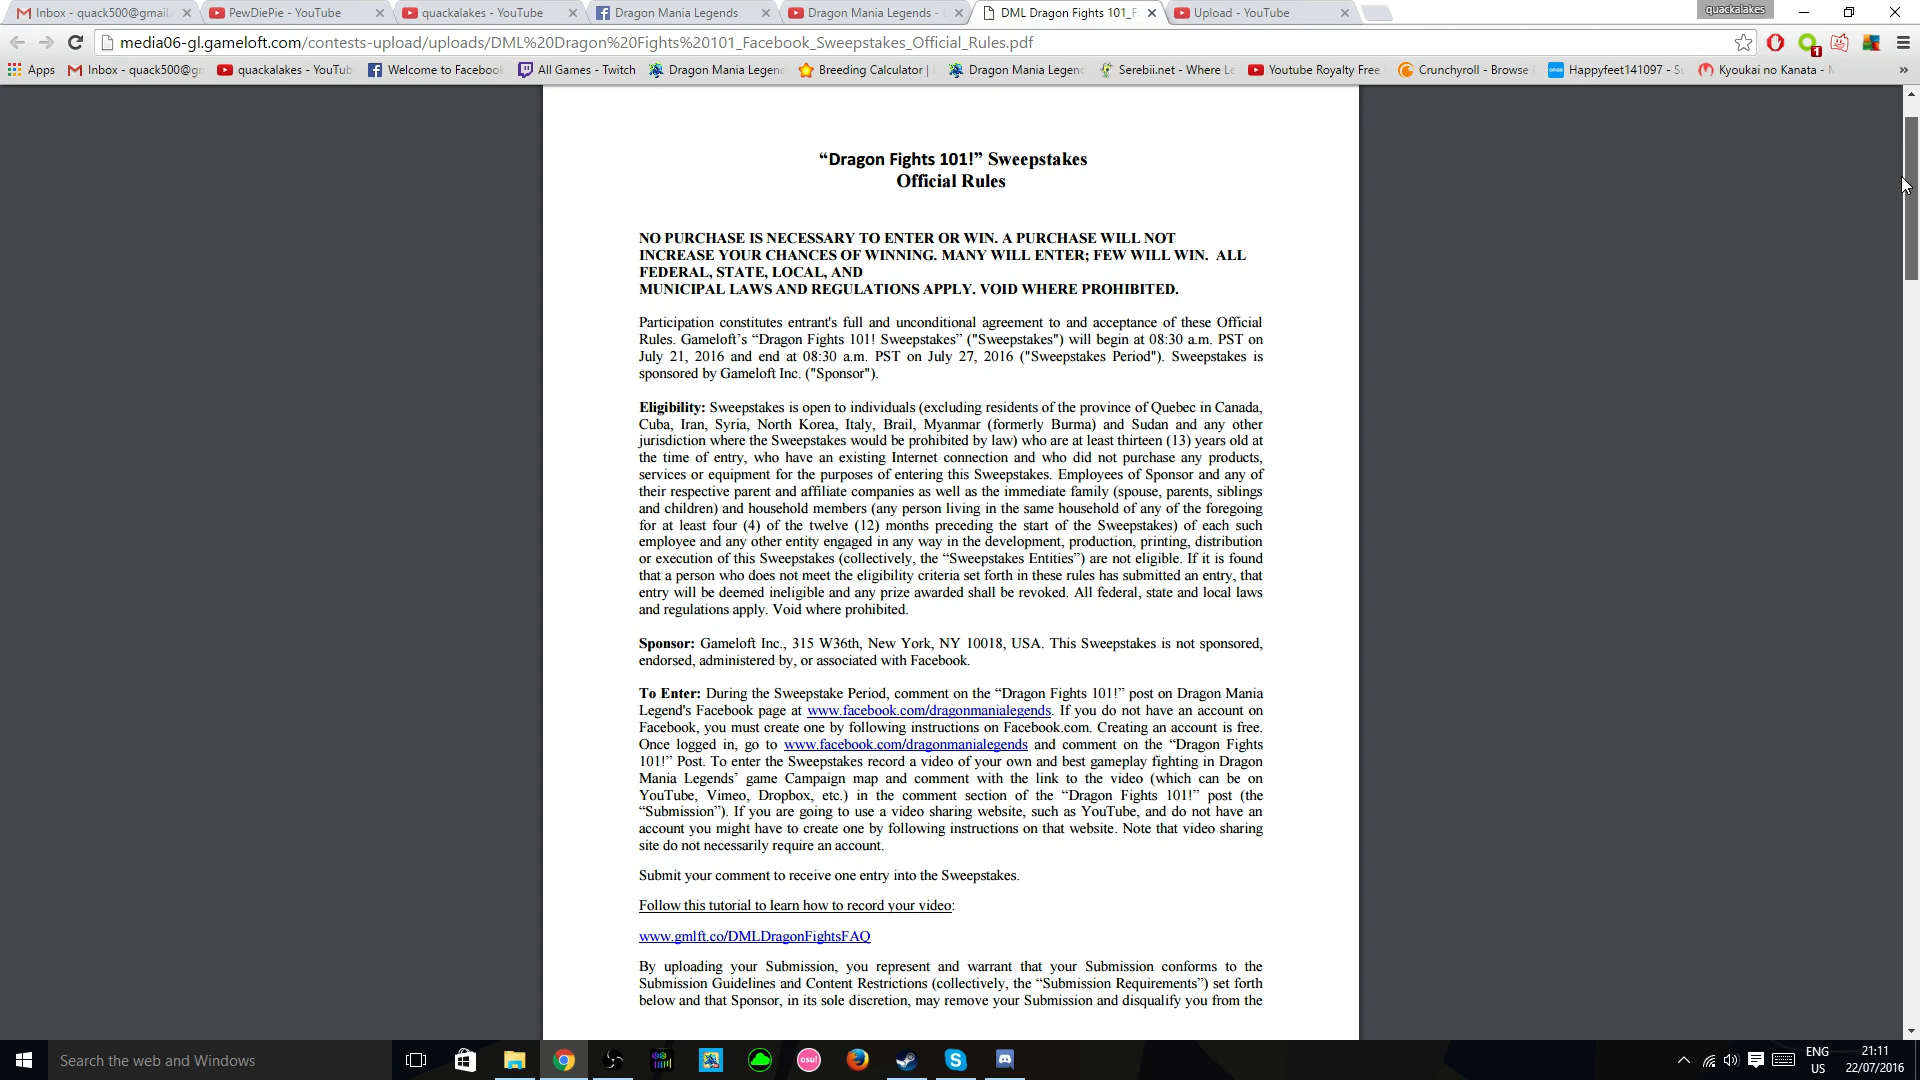 Inbox - quack500@gmail.
PewDiePie - YouTube
quackalakes - YouTube
Dragon Mania Legends
Dragon Mania Legends -
DML Dragon Fights 101_F
Upload - YouTube
quackalakes
media06-gl.gameloft.com/contests-upload/uploads/DML%20Dragon%20Fights%20101_Facebook_Sweepstakes_Official_Rules.pdf
1
Apps
Inbox - quack500@gm
quackalakes - YouTub
Welcome to Facebook
All Games - Twitch
Dragon Mania Legen
Breeding Calculator |
Dragon Mania Legen
Serebii.net - Where Le
Youtube Royalty Free
Crunchyroll - Browse
Happyfeet141097 - Su
Kyoukai no Kanata -
»
“Dragon Fights 101!” Sweepstakes
Official Rules
NO PURCHASE IS NECESSARY TO ENTER OR WIN. A PURCHASE WILL NOT
INCREASE YOUR CHANCES OF WINNING. MANY WILL ENTER; FEW WILL WIN. ALL
FEDERAL, STATE, LOCAL, AND
MUNICIPAL LAWS AND REGULATIONS APPLY. VOID WHERE PROHIBITED.
Participation constitutes entrant's full and unconditional agreement to and acceptance of these Official
Rules. Gameloft’s “Dragon Fights 101! Sweepstakes” ("Sweepstakes") will begin at 08:30 a.m. PST on
July 21, 2016 and end at 08:30 a.m. PST on July 27, 2016 ("Sweepstakes Period"). Sweepstakes is
sponsored by Gameloft Inc. ("Sponsor").
Eligibility: Sweepstakes is open to individuals (excluding residents of the province of Quebec in Canada,
Cuba, Iran, Syria, North Korea, Italy, Brail, Myanmar (formerly Burma) and Sudan and any other
jurisdiction where the Sweepstakes would be prohibited by law) who are at least thirteen (13) years old at
the time of entry, who have an existing Internet connection and who did not purchase any products,
services or equipment for the purposes of entering this Sweepstakes. Employees of Sponsor and any of
their respective parent and affiliate companies as well as the immediate family (spouse, parents, siblings
and children) and household members (any person living in the same household of any of the foregoing
for at least four (4) of the twelve (12) months preceding the start of the Sweepstakes) of each such
employee and any other entity engaged in any way in the development, production, printing, distribution
or execution of this Sweepstakes (collectively, the “Sweepstakes Entities”) are not eligible. If it is found
that a person who does not meet the eligibility criteria set forth in these rules has submitted an entry, that
entry will be deemed ineligible and any prize awarded shall be revoked. All federal, state and local laws
and regulations apply. Void where prohibited.
Sponsor: Gameloft Inc., 315 W36th, New York, NY 10018, USA. This Sweepstakes is not sponsored,
endorsed, administered by, or associated with Facebook.
To Enter: During the Sweepstake Period, comment on the “Dragon Fights 101!” post on Dragon Mania
Legend's Facebook page at www.facebook.com/dragonmanialegends. If you do not have an account on
Facebook, you must create one by following instructions on Facebook.com. Creating an account is free.
Once logged in, go to www.facebook.com/dragonmanialegends and comment on the “Dragon Fights
101!” Post. To enter the Sweepstakes record a video of your own and best gameplay fighting in Dragon
Mania Legends’ game Campaign map and comment with the link to the video (which can be on
YouTube, Vimeo, Dropbox, etc.) in the comment section of the “Dragon Fights 101!” post (the
“Submission”). If you are going to use a video sharing website, such as YouTube, and do not have an
account you might have to create one by following instructions on that website. Note that video sharing
site do not necessarily require an account.
Submit your comment to receive one entry into the Sweepstakes.
Follow this tutorial to learn how to record your video:
www.gmlft.co/DMLDragonFightsFAQ
By uploading your Submission, you represent and warrant that your Submission conforms to the
Submission Guidelines and Content Restrictions (collectively, the “Submission Requirements”) set forth
below and that Sponsor, in its sole discretion, may remove your Submission and disqualify you from the
Search the web and Windows
osu!
ENG
US
21:11
22/07/2016